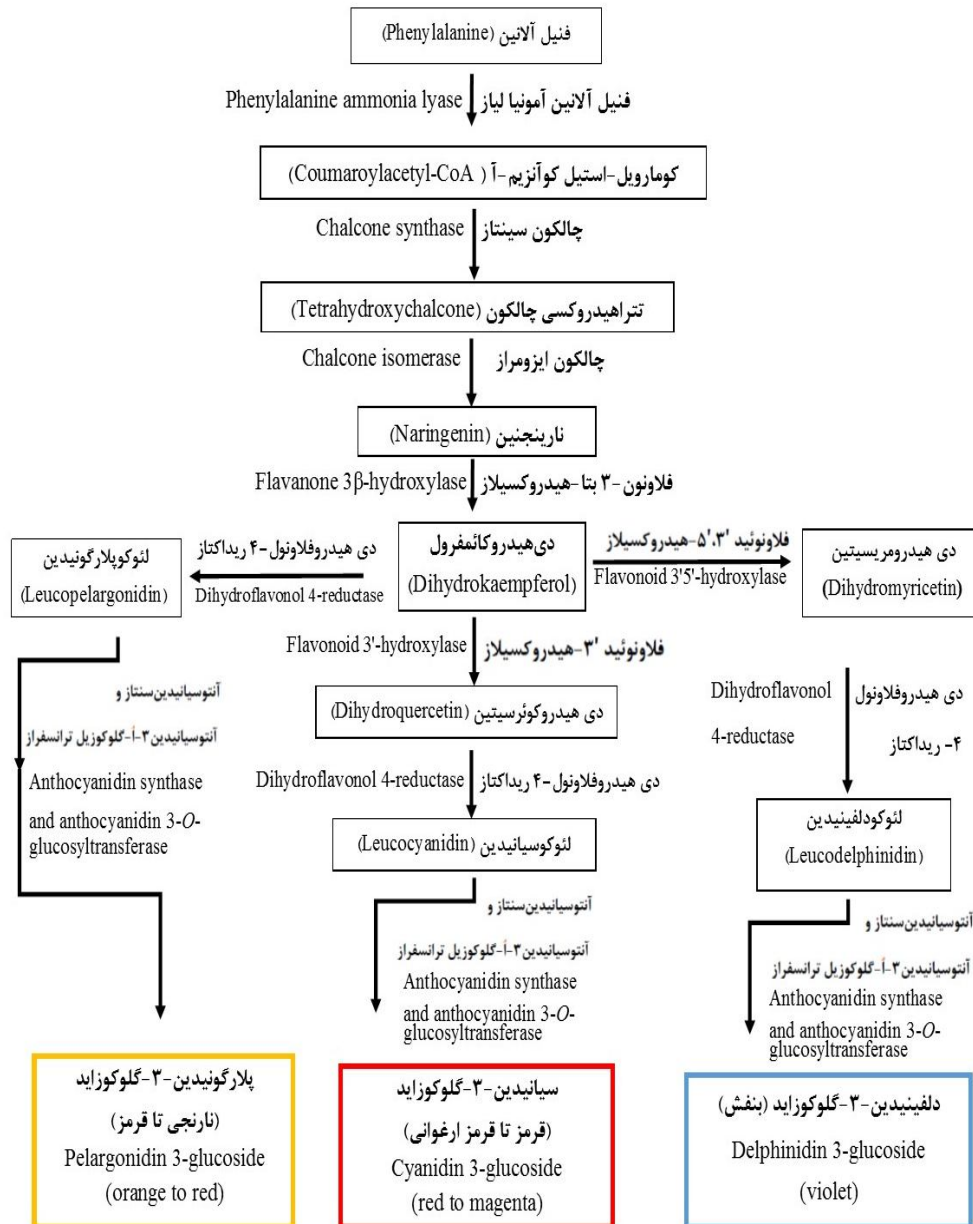 فنیل آلانین (Phenylalanine)
Phenylalanine ammonia lyase فنیل آلانین آمونیا لیاز
کومارویل-استیل کوآنزیم-آ (Coumaroylacetyl-CoA)
Chalcone synthase چالکون سینتاز
تتراهیدروکسی چالکون (Tetrahydroxychalcone)
Chalcone isomerase چالکون ایزومراز
نارینجنین (Naringenin)
Flavanone 3β-hydroxylase فلاونون-۳ بتا-هیدروکسیلاز
لئوکوپلارگونیدین
(Leucopelargonidin)
دی هیدروفلاونول-۴ ریداکتاز
Dihydroflavonol 4-reductase
دی‌هیدروکائمفرول
(Dihydrokaempferol)
فلاونوئید ۳'،۵'-هیدروکسیلاز
Flavonoid 3'5'-hydroxylase
دی هیدرومریسیتین
(Dihydromyricetin)
Flavonoid 3'-hydroxylase فلاونوئید ۳'-هیدروکسیلاز
دی هیدروکوئرسیتین (Dihydroquercetin)
Dihydroflavonol 4-reductase دی هیدروفلاونول-۴ ریداکتاز
لئوکوسیانیدین (Leucocyanidin)
Dihydroflavonol
4-reductase
دی هیدروفلاونول
۴- ریداکتاز
لئوکودلفینیدین
(Leucodelphinidin)
آنتوسیانیدین‌سنتاز و
آنتوسیانیدین۳-اُ-گلوکوزیل ترانسفراز
Anthocyanidin synthase
and anthocyanidin 3-O-
glucosyltransferase
آنتوسیانیدین‌سنتاز و
آنتوسیانیدین۳-اُ-گلوکوزیل ترانسفراز
Anthocyanidin synthase
and anthocyanidin 3-O-
glucosyltransferase
آنتوسیانیدین‌سنتاز و
آنتوسیانیدین۳-اُ-گلوکوزیل ترانسفراز
Anthocyanidin synthase
and anthocyanidin 3-O-
glucosyltransferase
پلارگونیدین-۳-گلوکوزاید
(نارنجی تا قرمز)
Pelargonidin 3-glucoside
(orange to red)
سیانیدین-۳-گلوکوزاید
(قرمز تا قرمز ارغوانی)
Cyanidin 3-glucoside
(red to magenta)
دلفینیدین-۳-گلوکوزاید (بنفش)
Delphinidin 3-glucoside
(violet)